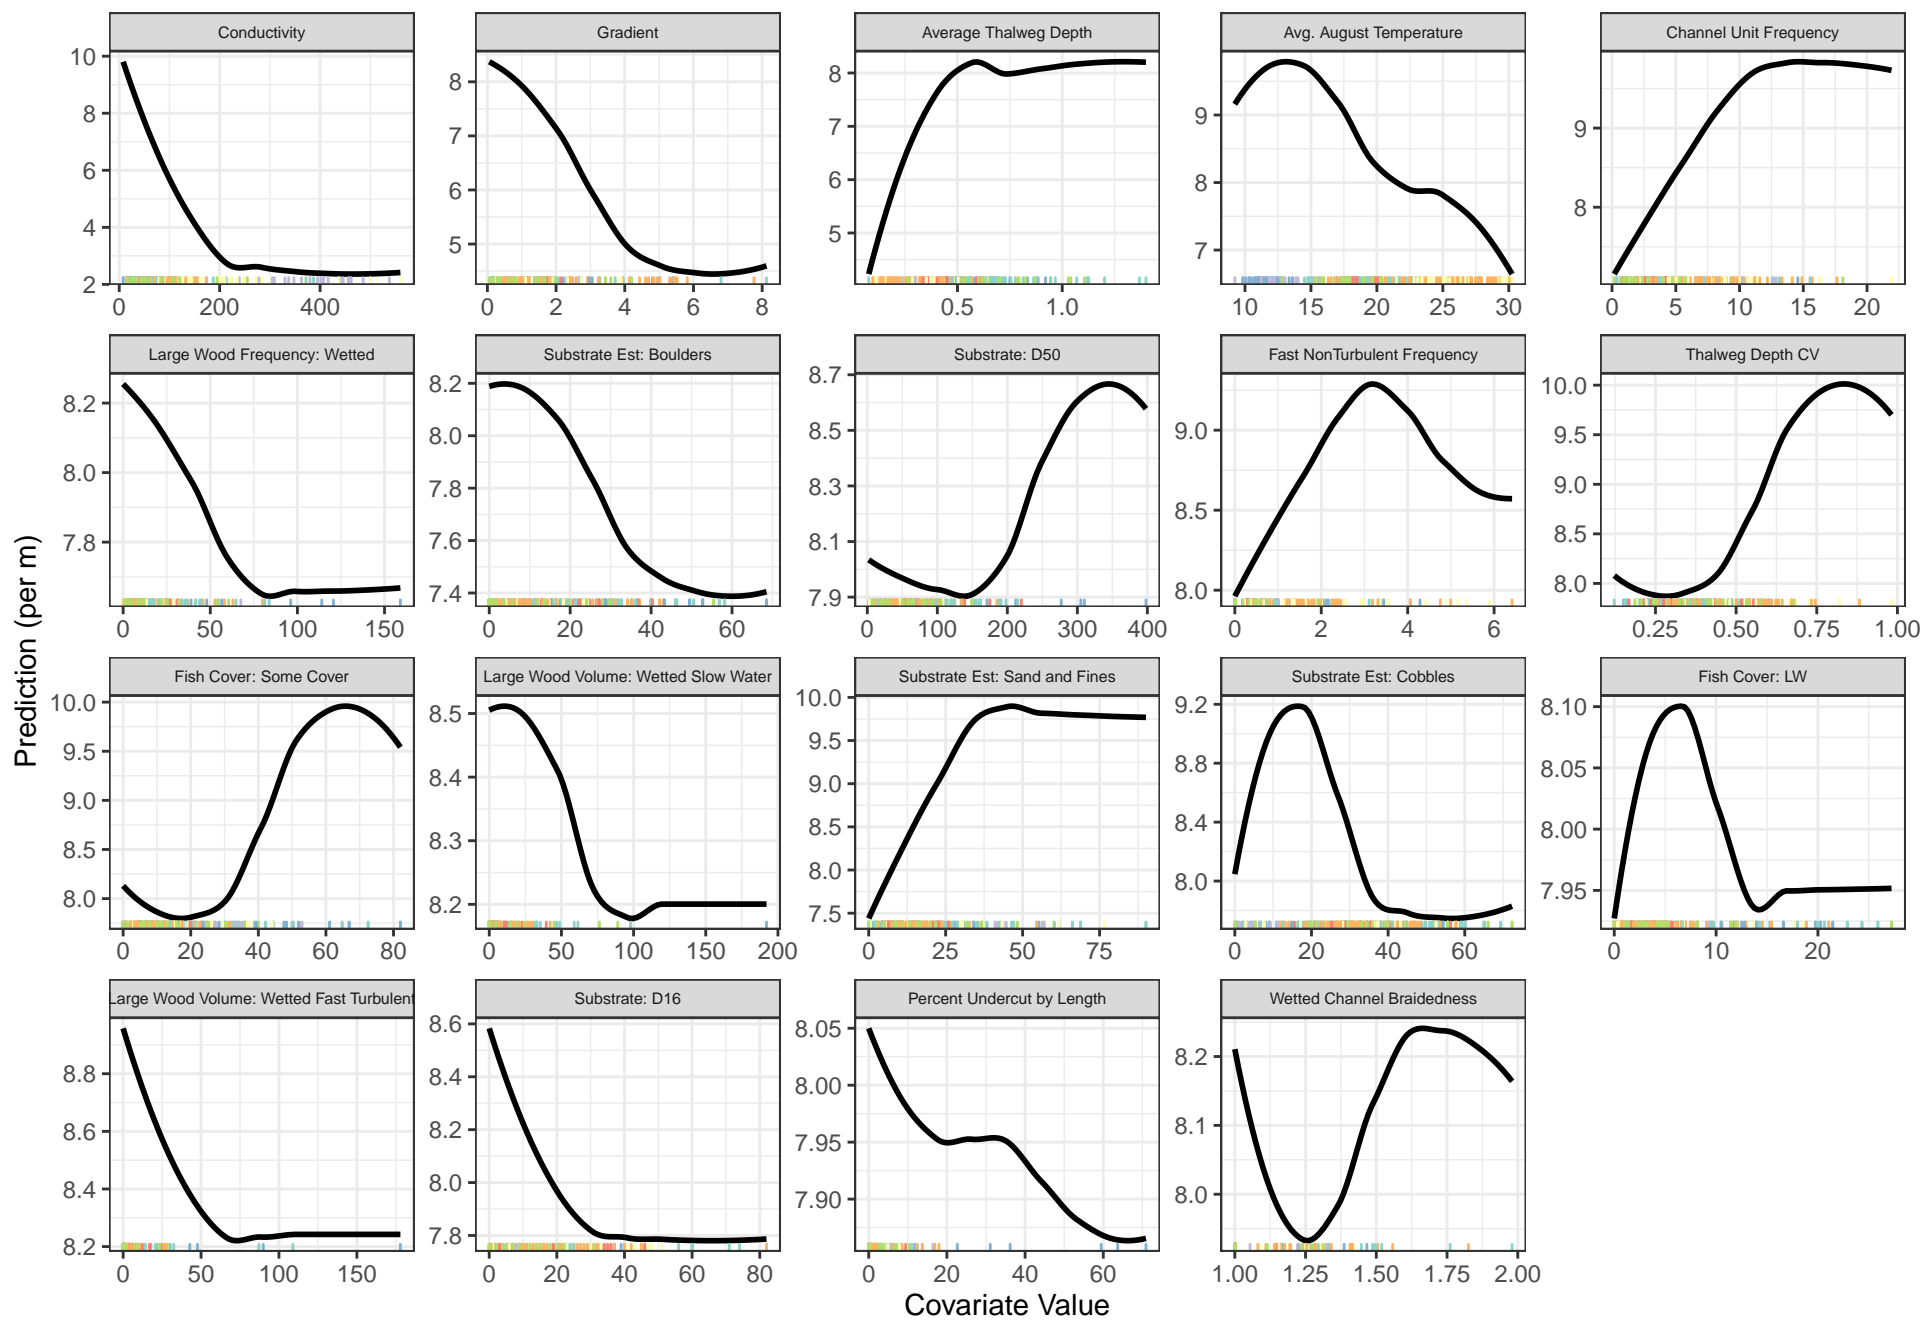 Conductivity Gradient Average Thalweg Depth Avg. August Temperature Channel Unit Frequency
10 8 6 4 2
8 7 6 5
8 7 6 5
9 8 7
9 8
0 200 400
0 2 4 6 8
0.5 1.0
10 15 20 25 30
0 5 10 15 20
Large Wood Frequency: Wetted Substrate Est: Boulders Substrate: D50 Fast NonTurbulent Frequency Thalweg Depth CV
8.2 8.0 7.8
8.2 8.0 7.8 7.6 7.4
8.7 8.5 8.3 8.1 7.9
9.0 8.5 8.0
10.0 9.5 9.0 8.5 8.0
0 50 100 150
0 20 40 60
0 100 200 300 400
0 2 4 6
0.25 0.50 0.75 1.00
Prediction (per m)
Fish Cover: Some Cover Large Wood Volume: Wetted Slow Water Substrate Est: Sand and Fines Substrate Est: Cobbles Fish Cover: LW
10.0 9.5 9.0 8.5 8.0
8.5 8.4 8.3 8.2
10.0 9.5 9.0 8.5 8.0 7.5
9.2 8.8 8.4 8.0
8.10 8.05 8.00 7.95
0 20 40 60 80
0 50 100 150 200
0 25 50 75
0 20 40 60
0 10 20
Large Wood Volume: Wetted Fast Turbulent Substrate: D16 Percent Undercut by Length Wetted Channel Braidedness
8.8 8.6 8.4 8.2
8.6 8.4 8.2 8.0 7.8
8.05 8.00 7.95 7.90
8.2 8.1 8.0
0 50 100 150
0 20 40 60 80
0 20 40 60
1.00 1.25 1.50 1.75 2.00
Covariate Value